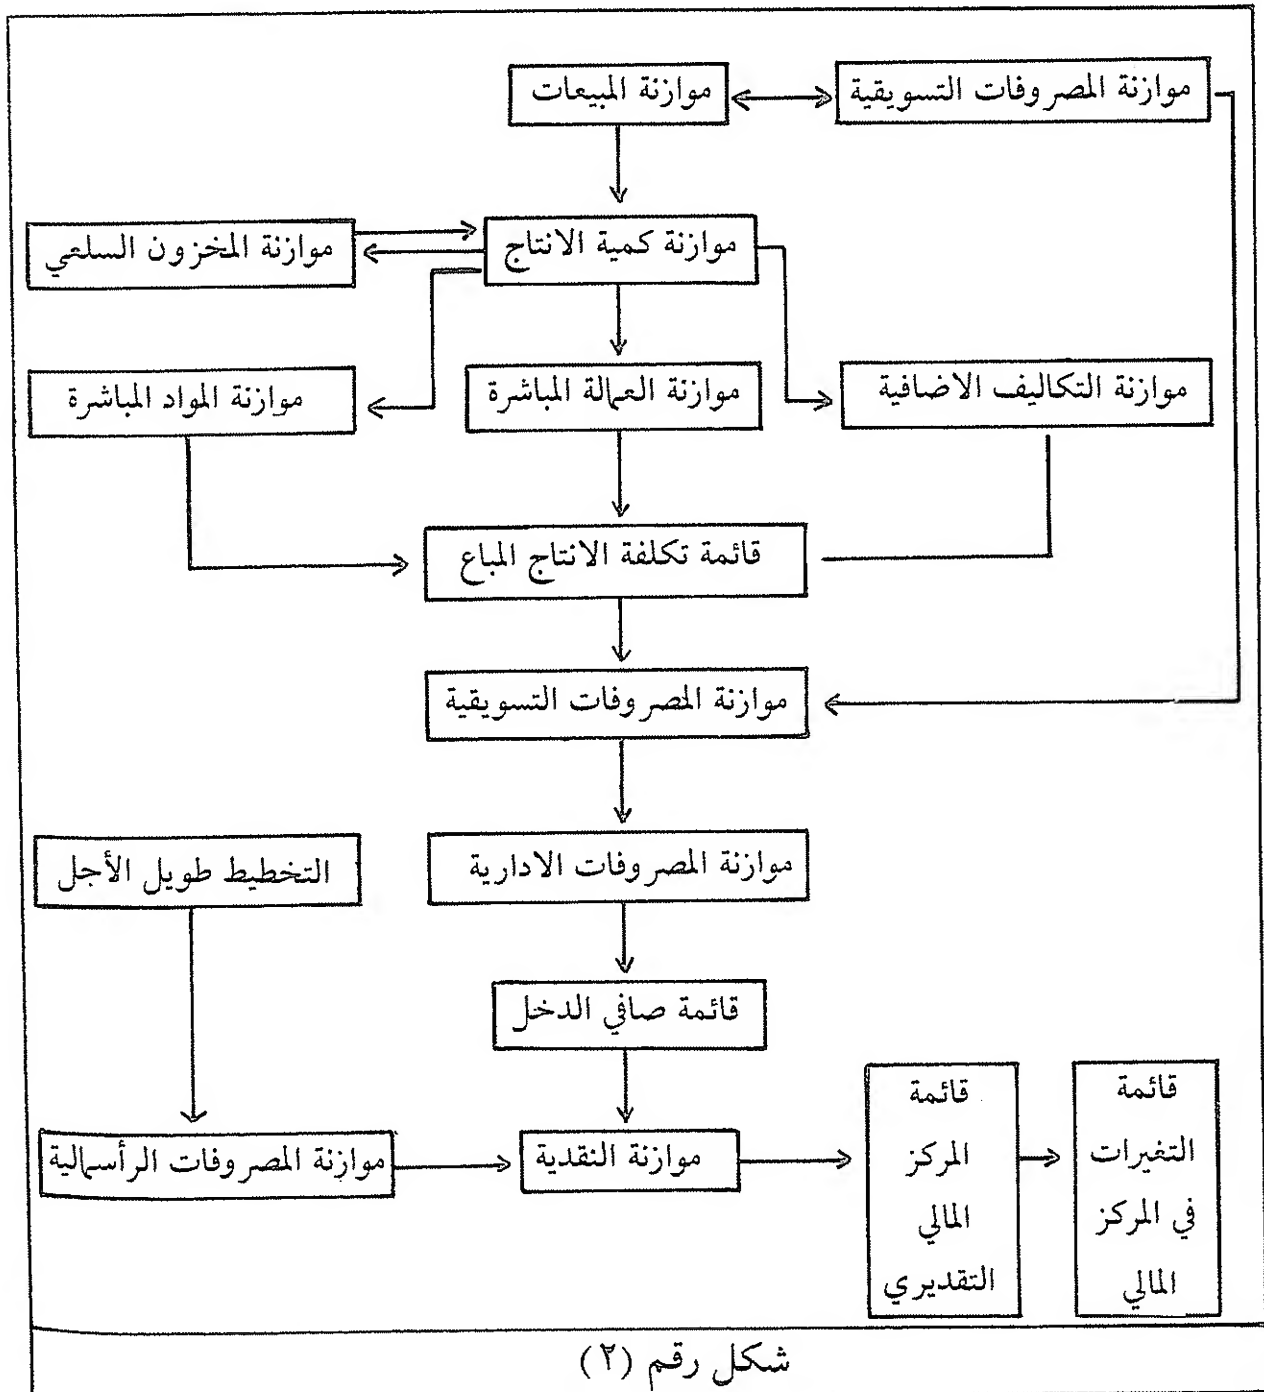 موازنة المصروفات التسويقية
موازنة المبيعات
موازنة كمية الانتاج
موازنة المخزون السلعي
موازنة التكاليف الاضافية
موازنة العمالة المباشرة
موازنة المواد المباشرة
قائمة تكلفة الانتاج المباع
موازنة المصروفات التسويقية
موازنة المصروفات الادارية
التخطيط طويل الأجل
قائمة صافي الدخل
موازنة المصروفات الرأسمالية
موازنة النقدية
قائمة
المركز
المالي
التقديري
قائمة
التغيرات
في المركز
المالي
شكل رقم (٢)